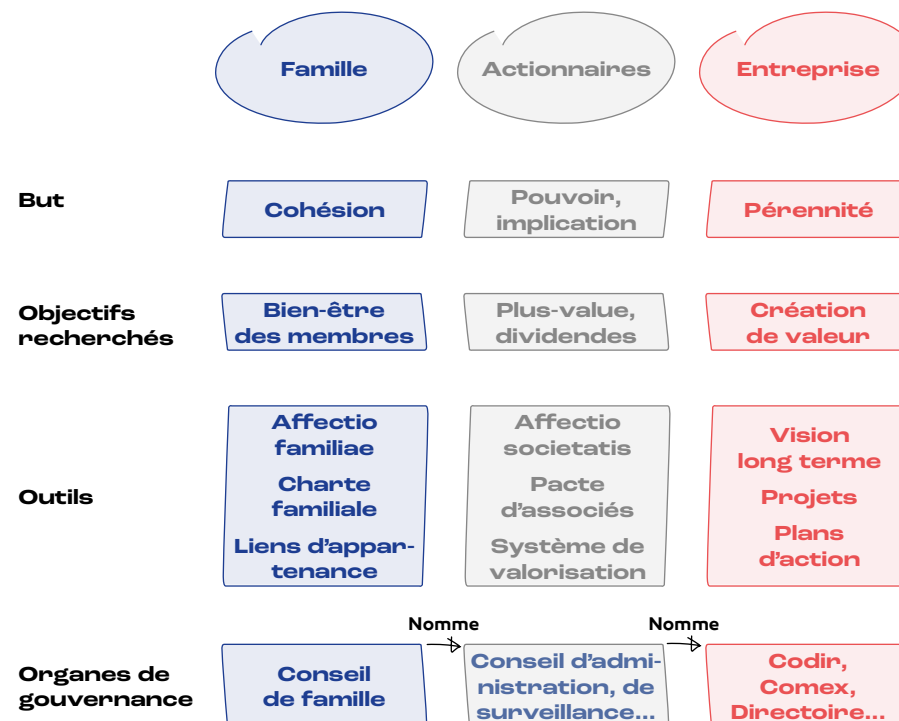 Famille
Actionnaires
Entreprise
But
Cohésion
Pouvoir,
implication
Pérennité
Objectifs
recherchés
Bien-être
des membres
Plus-value,
dividendes
Création
de valeur
Outils
Affectio
familiae
Charte
familiale
Liens d’appar-
tenance
Affectio
societatis
Pacte
d’associés
Système de
valorisation
Vision
long terme
Projets
Plans
d’action
Nomme
Nomme
Organes de
gouvernance
Conseil
de famille
Conseil d’admi-
nistration, de
surveillance...
Codir,
Comex,
Directoire...